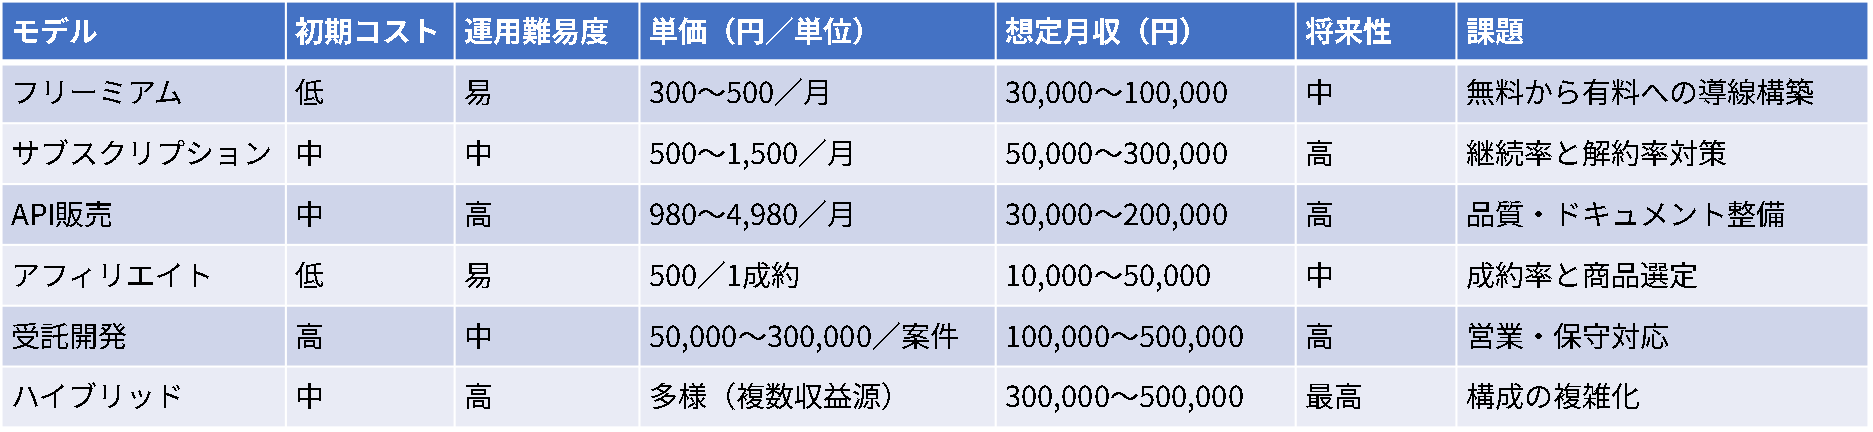 モデル 初期コスト 運用難易度 単価（円／単位） 想定月収（円） 将来性 課題
フリーミアム 低 易 300～500／月 30,000～100,000 中 無料から有料への導線構築
サブスクリプション 中 中 500～1,500／月 50,000～300,000 高 継続率と解約率対策
API販売 中 高 980～4,980／月 30,000～200,000 高 品質・ドキュメント整備
アフィリエイト 低 易 500／1成約 10,000～50,000 中 成約率と商品選定
受託開発 高 中 50,000～300,000／案件 100,000～500,000 高 営業・保守対応
ハイブリッド 中 高 多様（複数収益源） 300,000～500,000 最高 構成の複雑化